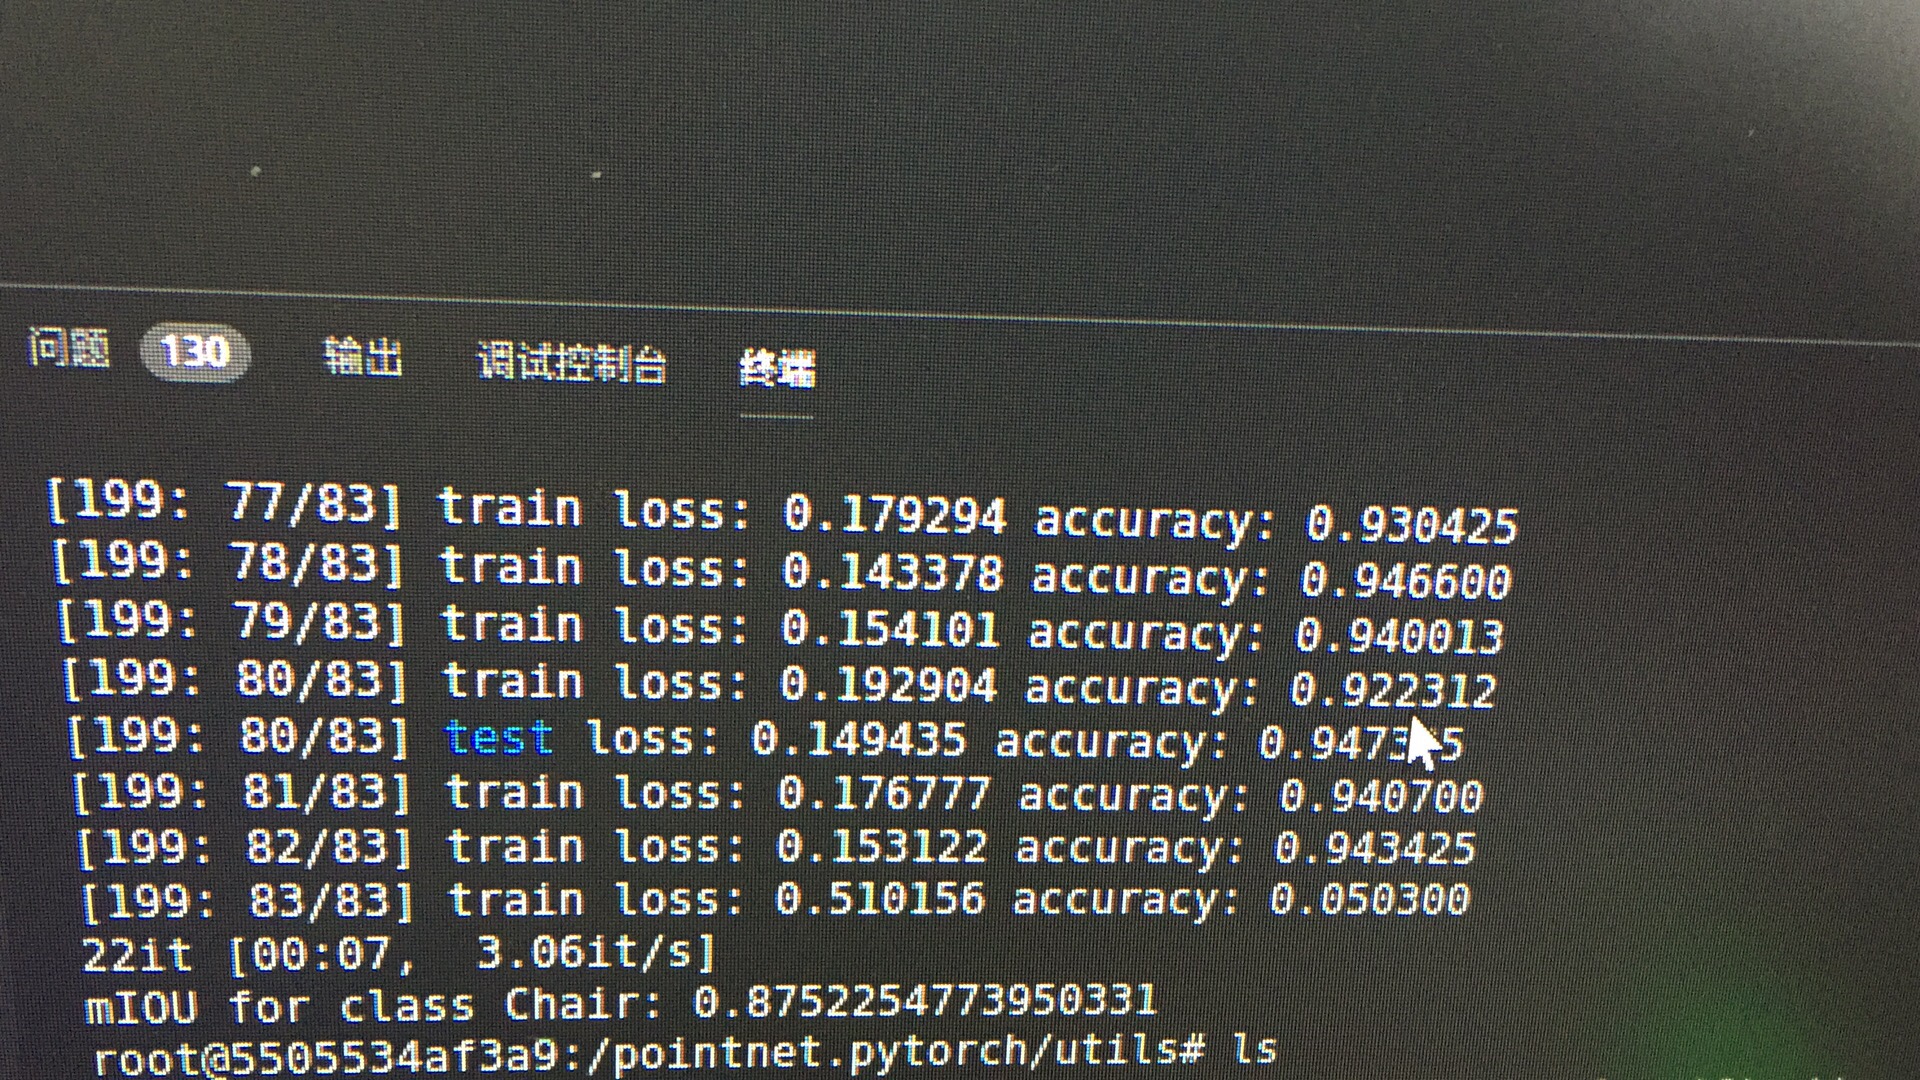 问题 130 输出 调试控制台 终端
[199: 77/83] train loss: 0.179294 accuracy: 0.930425
[199: 78/83] train loss: 0.143378 accuracy: 0.946600
[199: 79/83] train loss: 0.154101 accuracy: 0.940013
[199: 80/83] train loss: 0.192904 accuracy: 0.922312
[199: 80/83] test loss: 0.149435 accuracy:
[199: 81/83] train loss: 0.176777 accuracy: 0.940700
[199: 82/83] train loss: 0.153122 accuracy: 0.943425
[199: 83/83] train loss: 0.510156 accuracy: 0.050300
22it [00:07,  3.06it/s]
mIOU for class Chair: 0.8752254773950331
root@5505534af3a9:/pointnet.pytorch/utils# ls